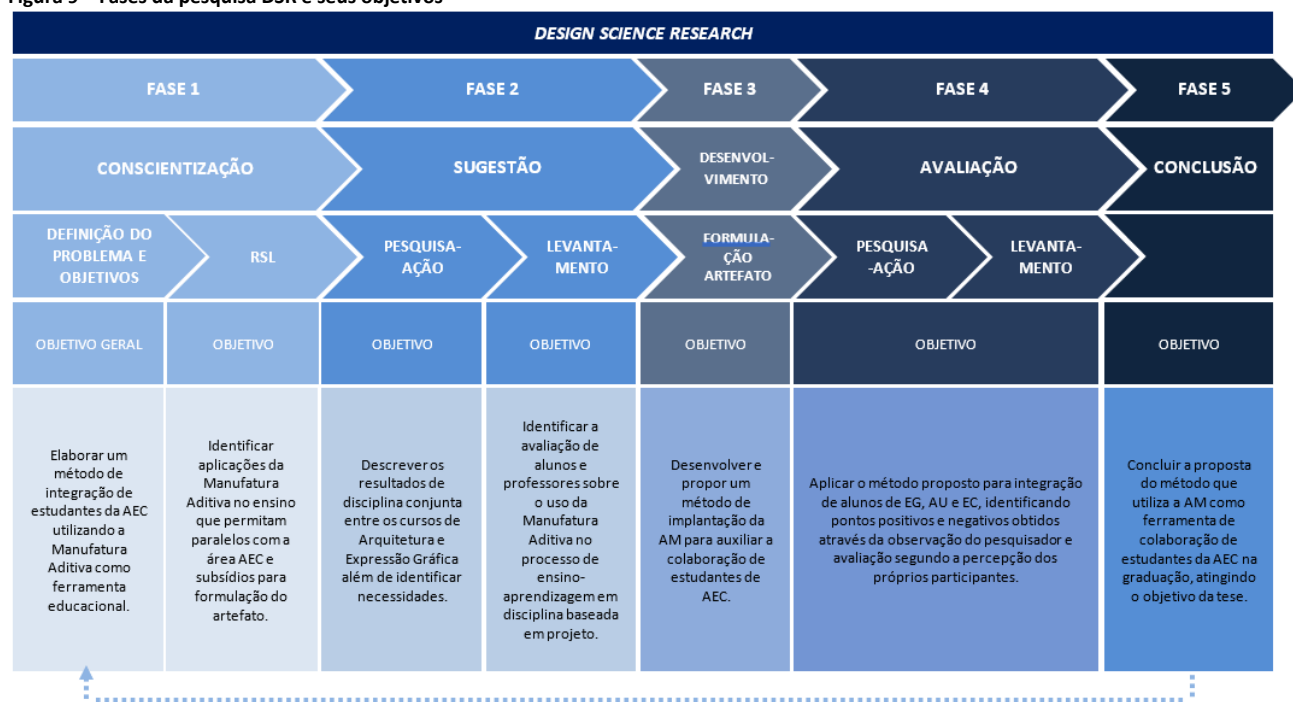 Figura 9 – Fases da pesquisa DSR e seus objetivos
DESIGN SCIENCE RESEARCH
FASE 1
FASE 2
FASE 3
FASE 4
FASE 5
CONSCIENTIZAÇÃO
SUGESTÃO
DESENVOL-
VIMENTO
AVALIAÇÃO
CONCLUSÃO
DEFINIÇÃO DO
PROBLEMA E
OBJETIVOS
RSL
PESQUISA-
AÇÃO
LEVANTA-
MENTO
FORMULA-
ÇÃO
ARTEFATO
PESQUISA
-AÇÃO
LEVANTA-
MENTO
OBJETIVO GERAL
OBJETIVO
OBJETIVO
OBJETIVO
OBJETIVO
OBJETIVO
OBJETIVO
Elaborar um
método de
integração de
estudantes da AEC
utilizando a
Manufatura
Aditiva como
ferramenta
educacional.
Identificar
aplicações da
Manufatura
Aditiva no ensino
que permitam
paralelos com a
área AEC e
subsídios para
formulação do
artefato.
Descrever os
resultados de
disciplina conjunta
entre os cursos de
Arquitetura e
Expressão Gráfica
além de identificar
necessidades.
Identificar a
avaliação de
alunos e
professores sobre
o uso da
Manufatura
Aditiva no
processo de
ensino-
aprendizagem em
disciplina baseada
em projeto.
Desenvolver e
propor um
método de
implantação da
AM para auxiliar a
colaboração de
estudantes de
AEC.
Aplicar o método proposto para integração
de alunos de EG, AU e EC, identificando
pontos positivos e negativos obtidos
através da observação do pesquisador e
avaliação segundo a percepção dos
próprios participantes.
Concluir a proposta
do método que
utiliza a AM como
ferramenta de
colaboração de
estudantes da AEC na
graduação, atingindo
o objetivo da tese.